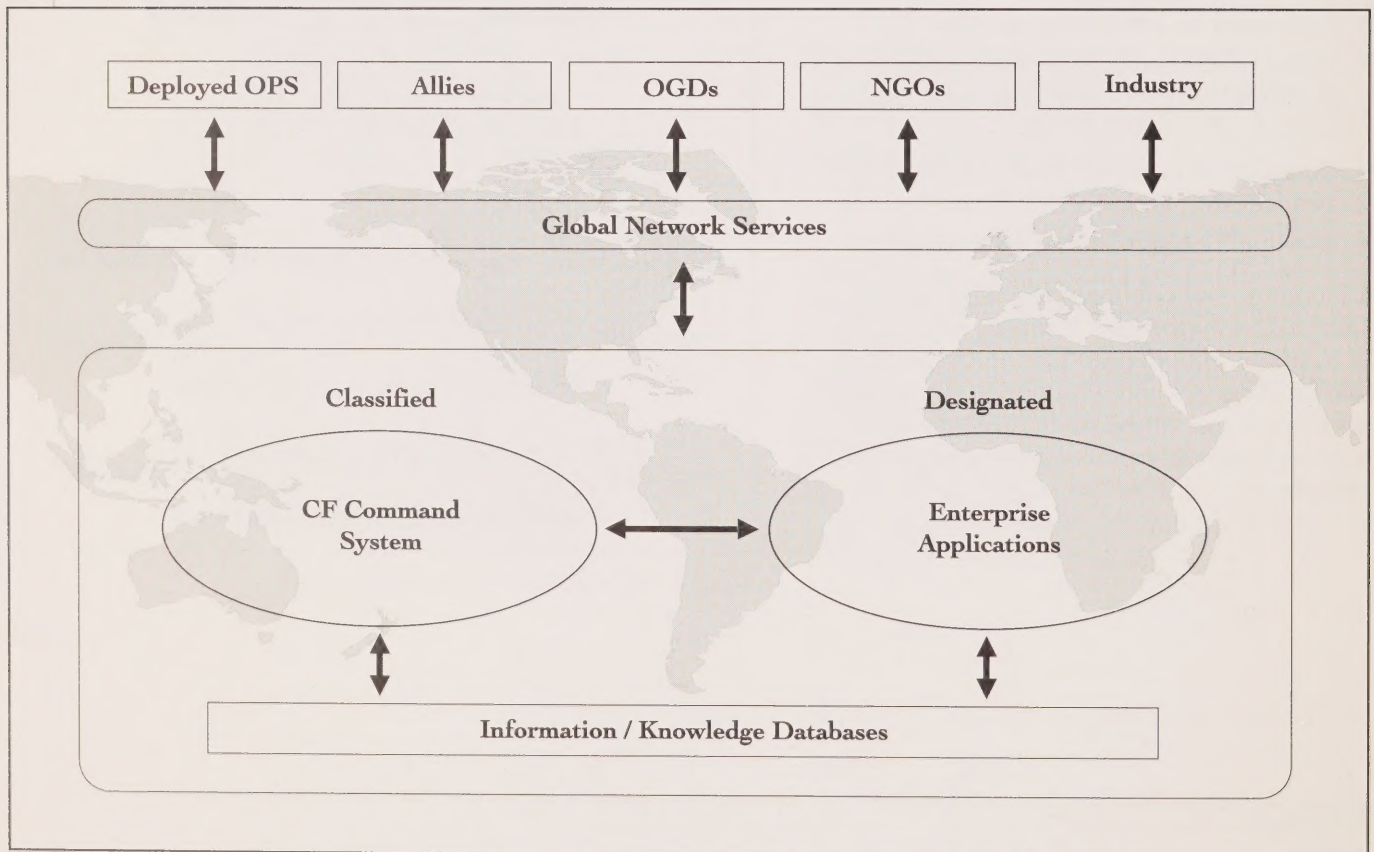 Deployed OPS
Allies
OGDs
NGOs
Industry
Global Network Services
Classified
Designated
CF Command
System
Enterprise
Applications
Information / Knowledge Databases